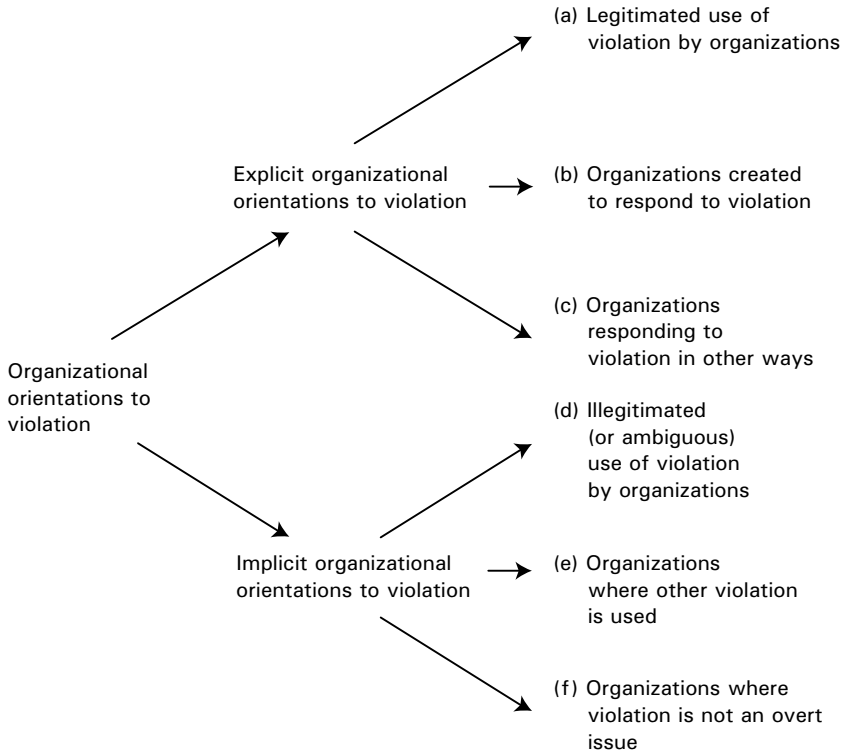 (a) Legitimated use of
violation by organizations
Explicit organizational
orientations to violation
(b) Organizations created
to respond to violation
(c) Organizations
responding to
violation in other ways
Organizational
orientations to
violation
(d) Illegitimated
(or ambiguous)
use of violation
by organizations
Implicit organizational
orientations to violation
(e) Organizations
where other violation
is used
(f) Organizations where
violation is not an overt
issue